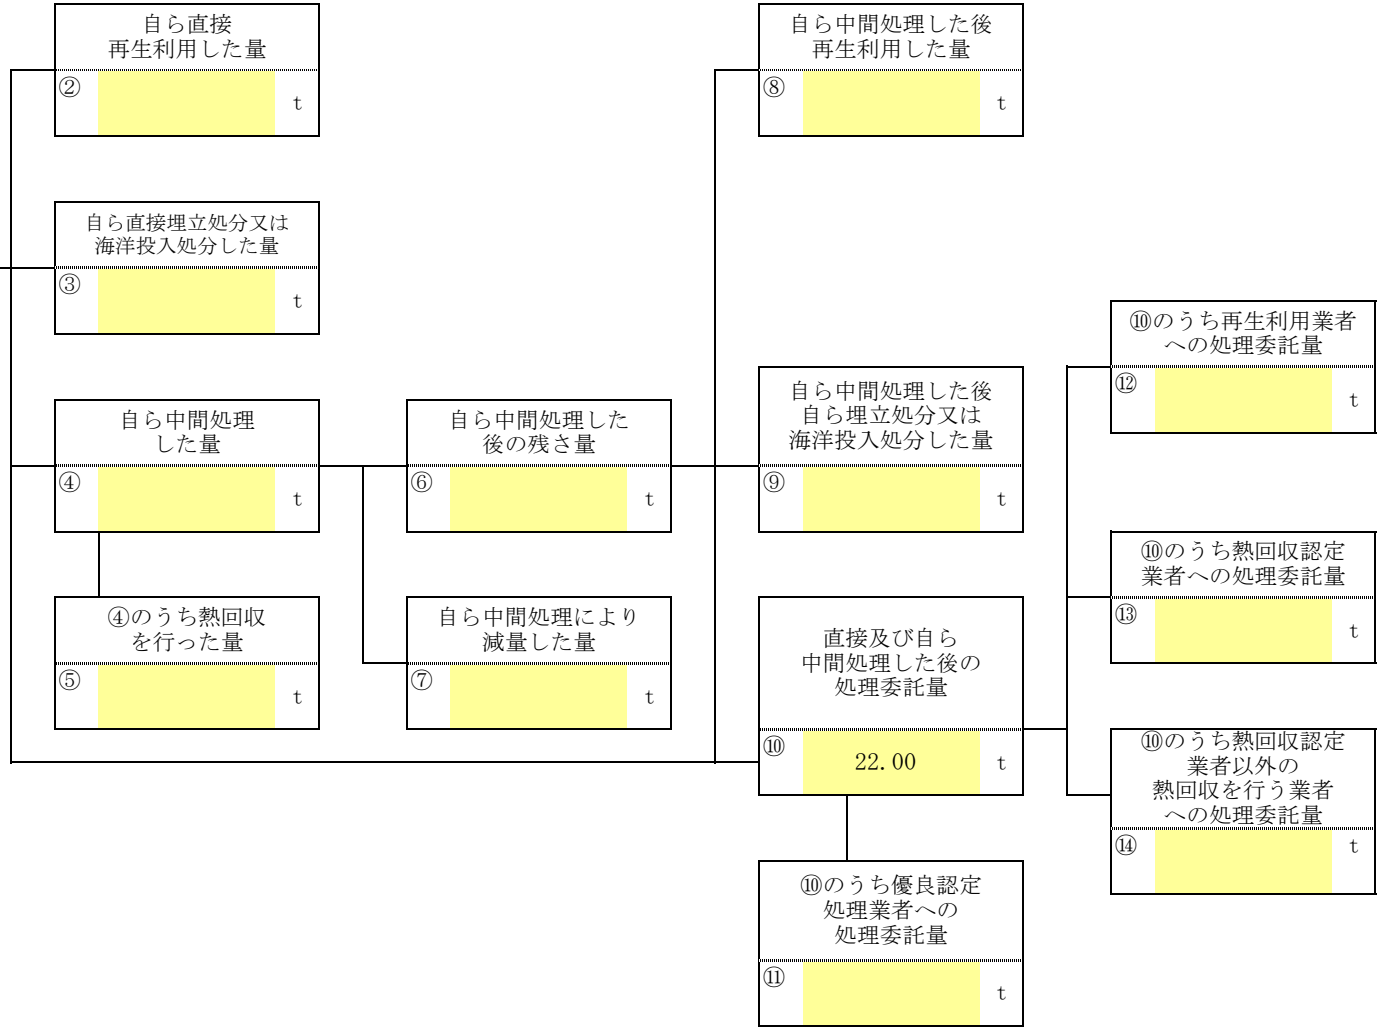 自ら直接
再生利用した量
②
t
自ら直接埋立処分又は
海洋投入処分した量
③
t
自ら中間処理
した量
④
t
④のうち熱回収
を行った量
⑤
t
自ら中間処理した
後の残さ量
⑥
t
自ら中間処理により
減量した量
⑦
t
自ら中間処理した後
再生利用した量
⑧
t
自ら中間処理した後
自ら埋立処分又は
海洋投入処分した量
⑨
t
直接及び自ら
中間処理した後の
処理委託量
⑩ 22.00 t
⑩のうち優良認定
処理業者への
処理委託量
⑪
t
⑩のうち再生利用業者
への処理委託量
⑫
t
⑩のうち熱回収認定
業者への処理委託量
⑬
t
⑩のうち熱回収認定
業者以外の
熱回収を行う業者
への処理委託量
⑭
t